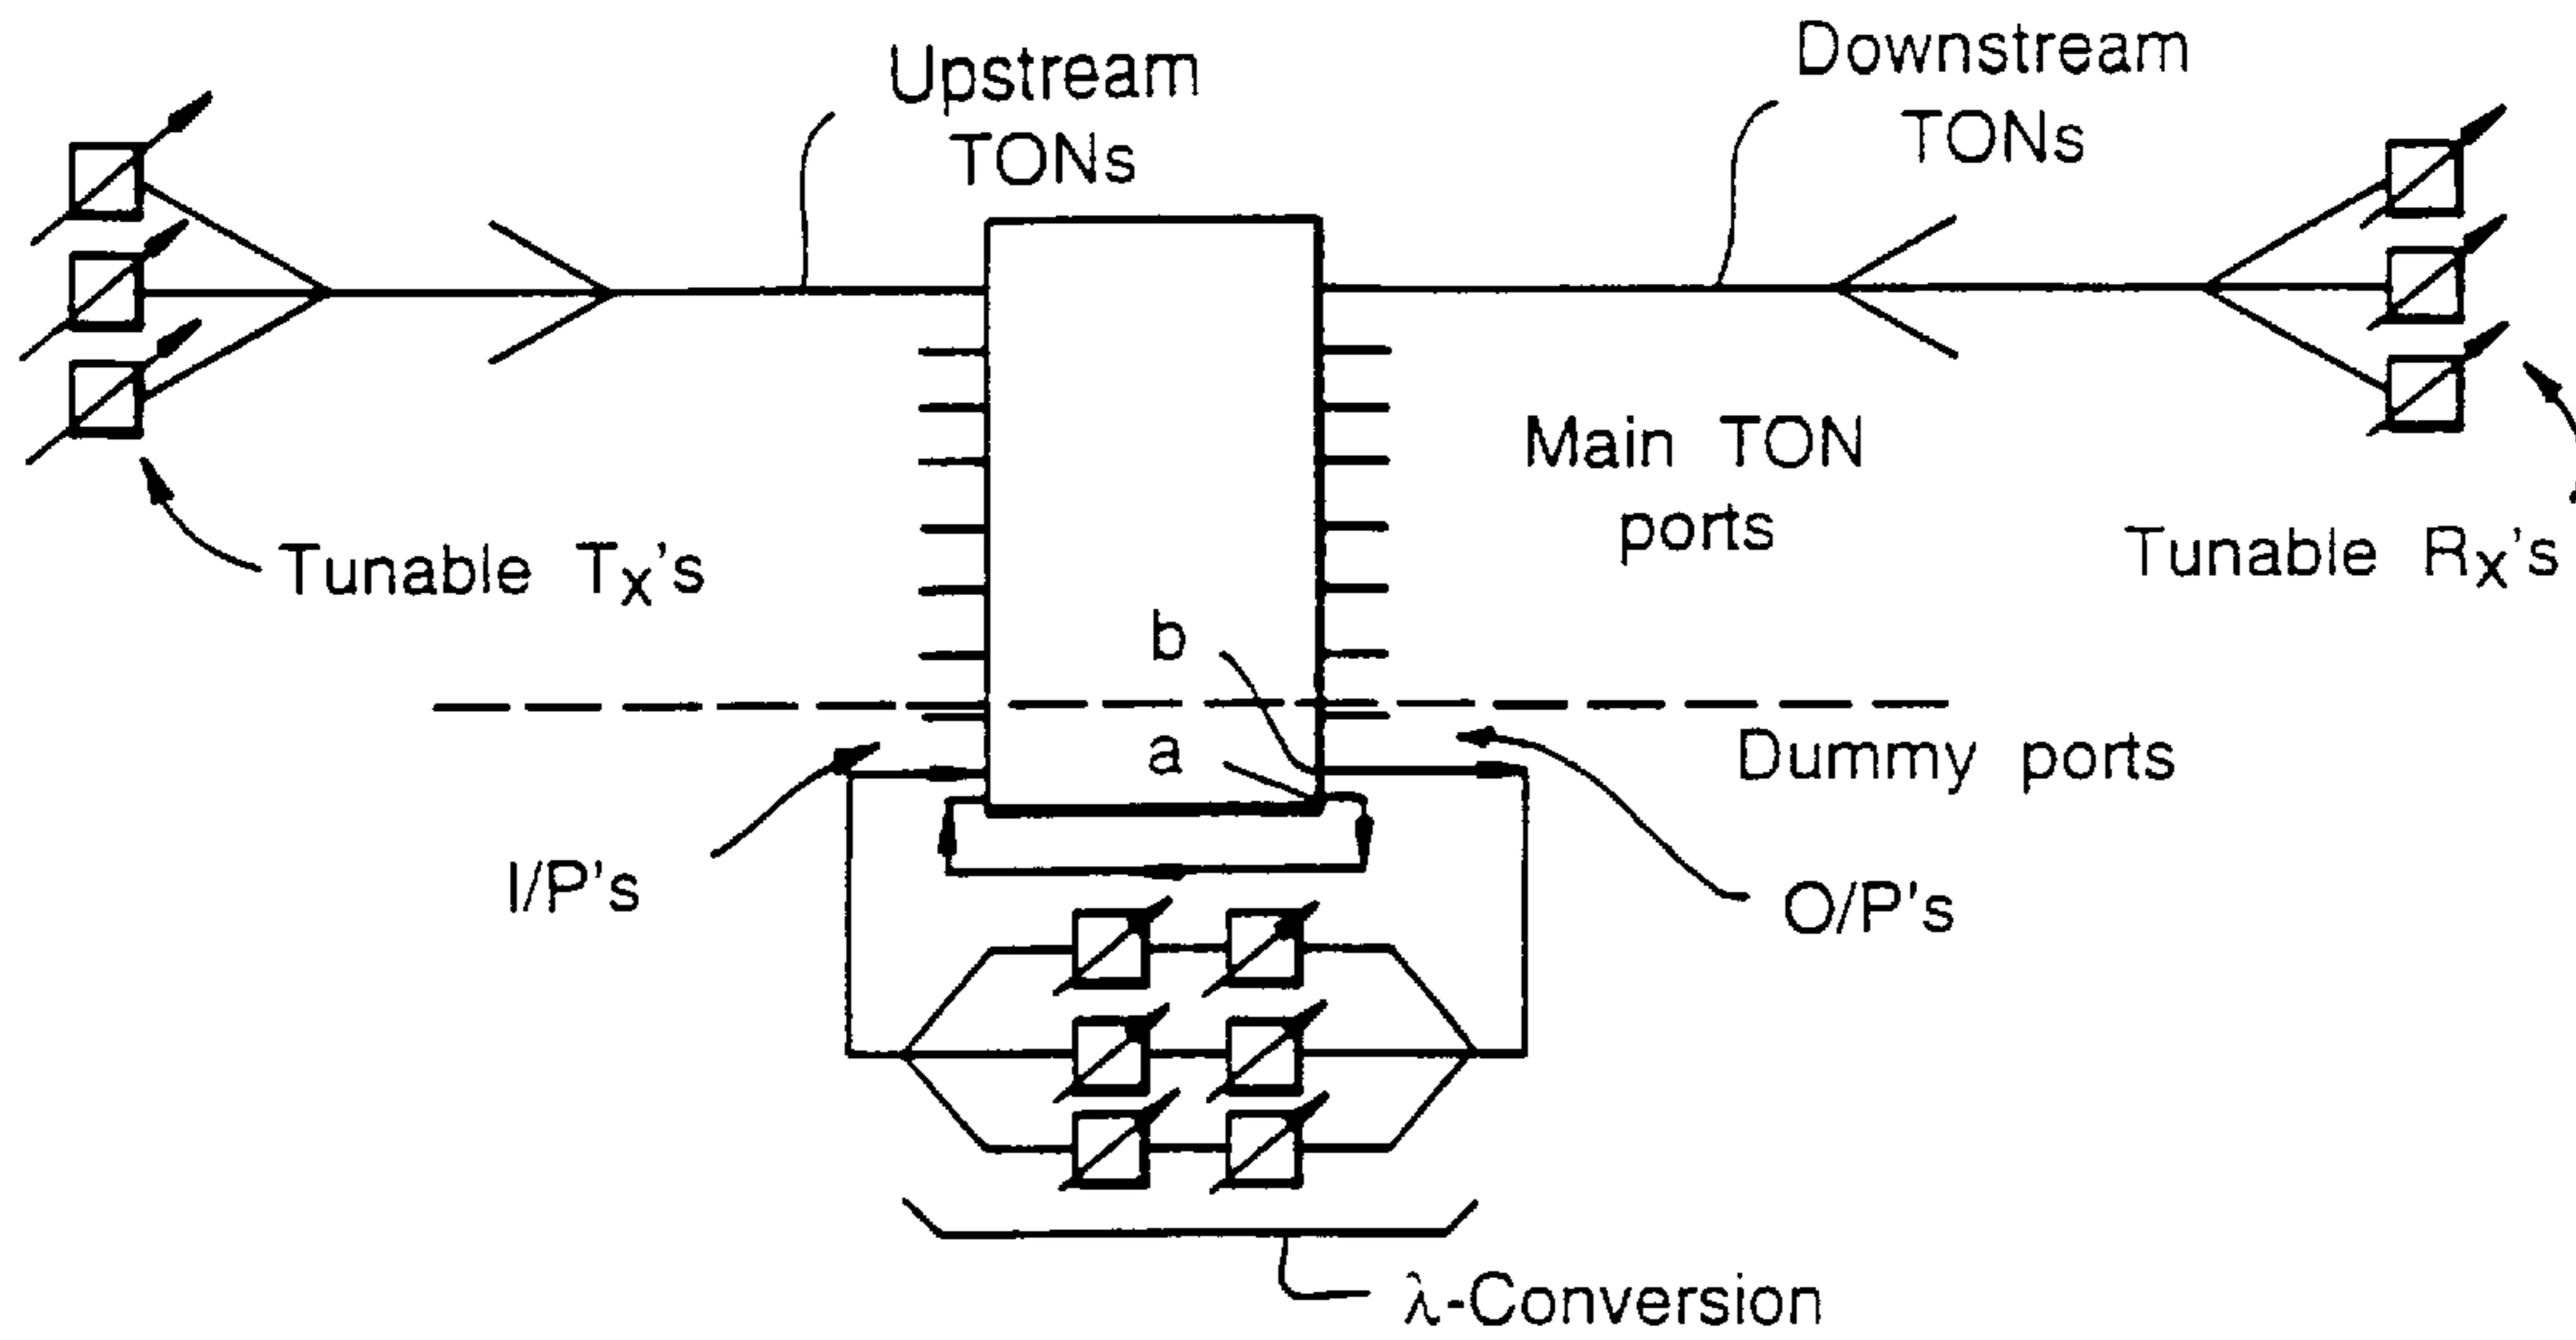 Upstream
TONs
Downstream
TONs
Main TON
ports
Tunable Tx's
Tunable Rx's
b
a
Dummy ports
I/P's
O/P's
λ-Conversion